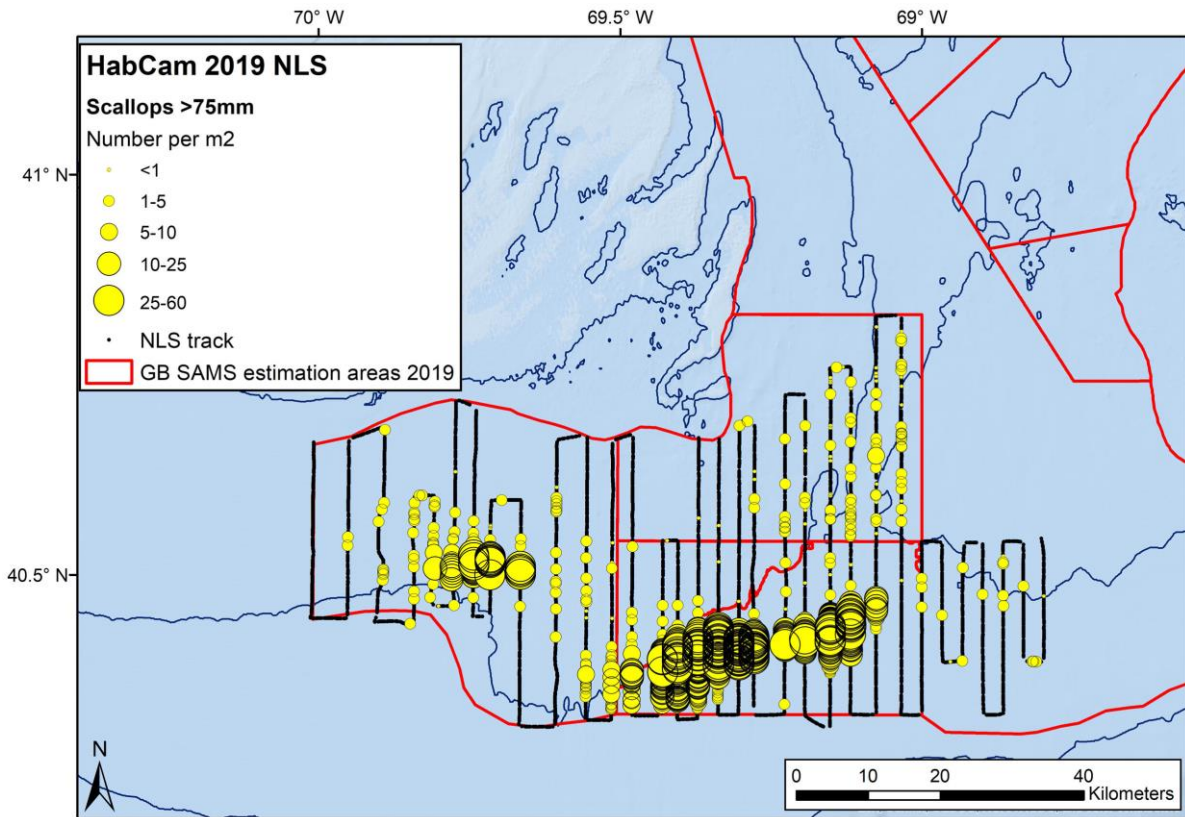 70° W
69.5° W
69° W
HabCam 2019 NLS
Scallops >75mm
Number per m2
<1
1-5
5-10
10-25
25-60
NLS track
GB SAMS estimation areas 2019
41° N
40.5° N
N
0 10 20 40
Kilometers